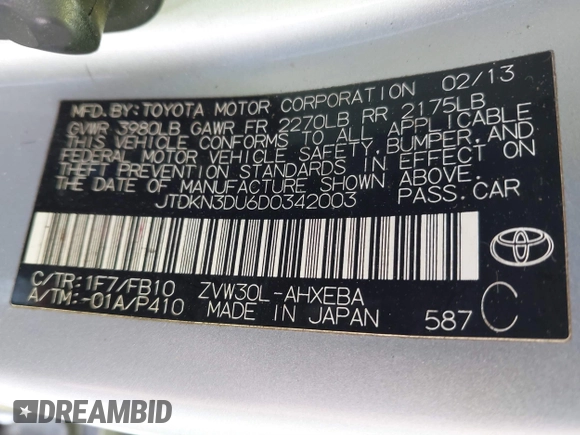 MFD.BY:TOYOTA MOTOR CORPORATION 02/13
GVWR 3980LB GAWR FR 2270LB RR 2175LB
THIS VEHICLE CONFORMS TO ALL APPLICABLE
FEDERAL MOTOR VEHICLE SAFETY, BUMPER, AND
THEFT PREVENTION STANDARDS IN EFFECT ON
THE DATE OF MANUFACTURE SHOWN ABOVE.
JTDKN3DU6D0342003 PASS.CAR
C/TR:1F7/FB10 ZVW30L-AHXEBA
A/TM:-01A/P410 MADE IN JAPAN 587 C
DREAMBID